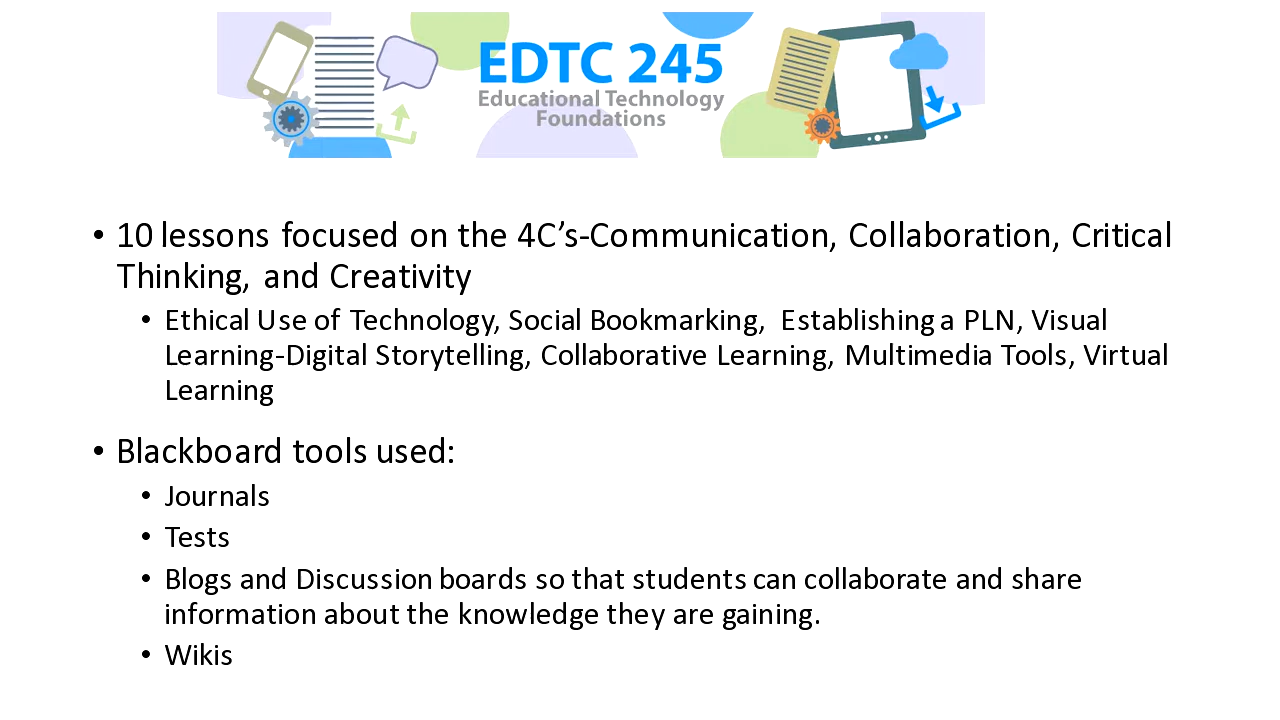 EDTC 245
Educational Technology
Foundations
• 10 lessons focused on the 4C’s-Communication, Collaboration, Critical
Thinking, and Creativity
• Ethical Use of Technology, Social Bookmarking, Establishing a PLN, Visual
Learning-Digital Storytelling, Collaborative Learning, Multimedia Tools, Virtual
Learning
• Blackboard tools used:
• Journals
• Tests
• Blogs and Discussion boards so that students can collaborate and share
information about the knowledge they are gaining.
• Wikis